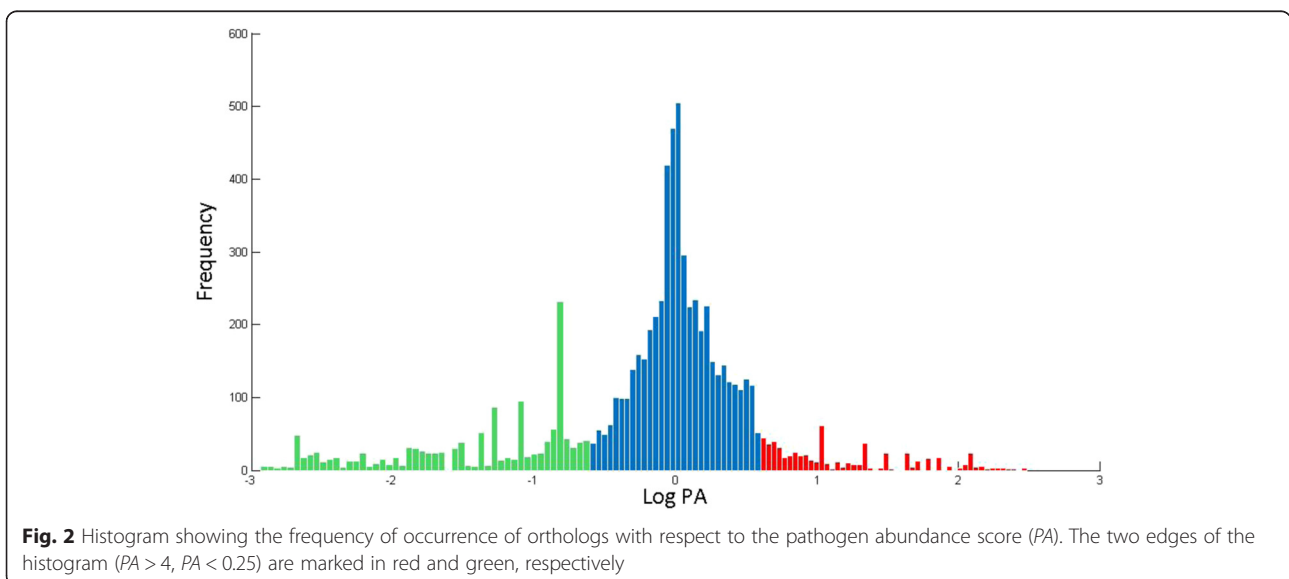 600
500
400
300
200
100
0
Frequency
-3 -2 -1 0 1 2 3
Log PA
Fig. 2 Histogram showing the frequency of occurrence of orthologs with respect to the pathogen abundance score (PA). The two edges of the
histogram (PA > 4, PA < 0.25) are marked in red and green, respectively